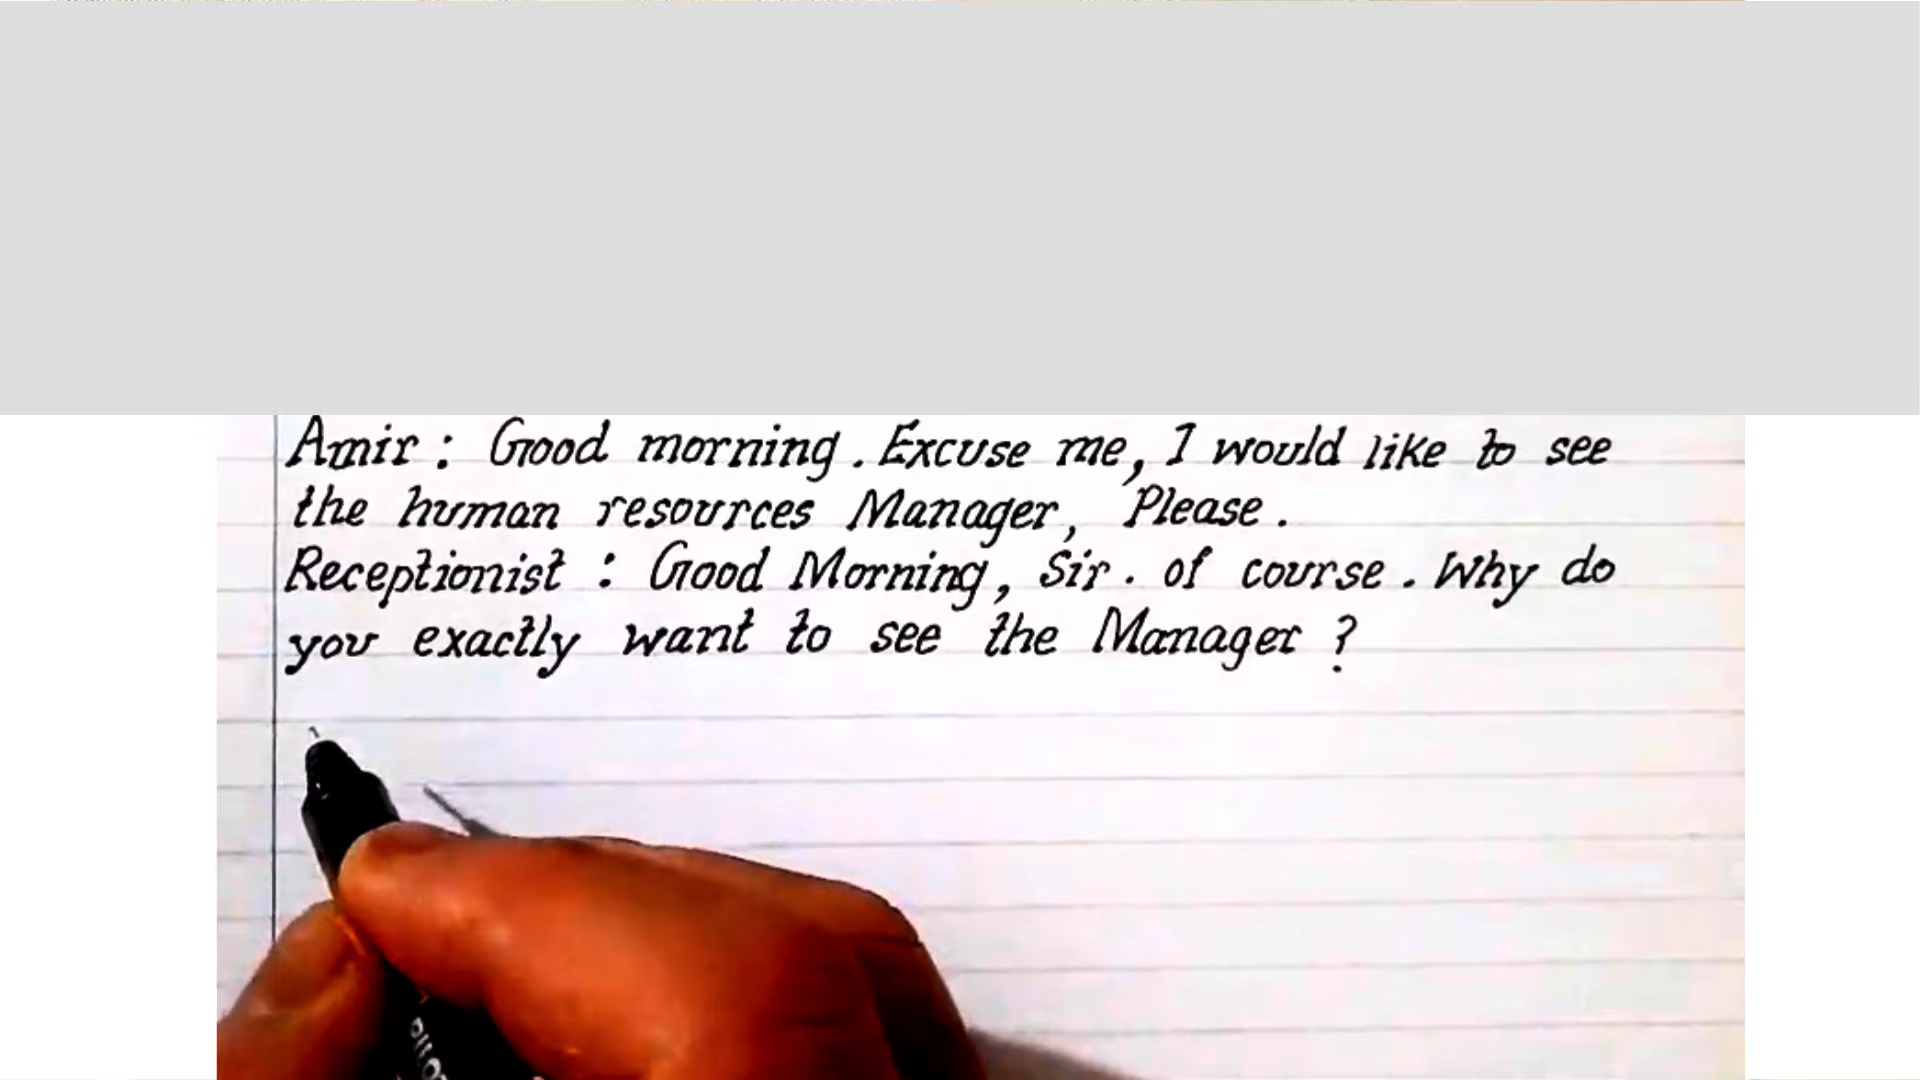 Amir : Good morning . Excuse me, I would like to see
the human resources Manager, Please .
Receptionist : Good Morning, Sir . of course . Why do
you exactly want to see the Manager ?
PILOT